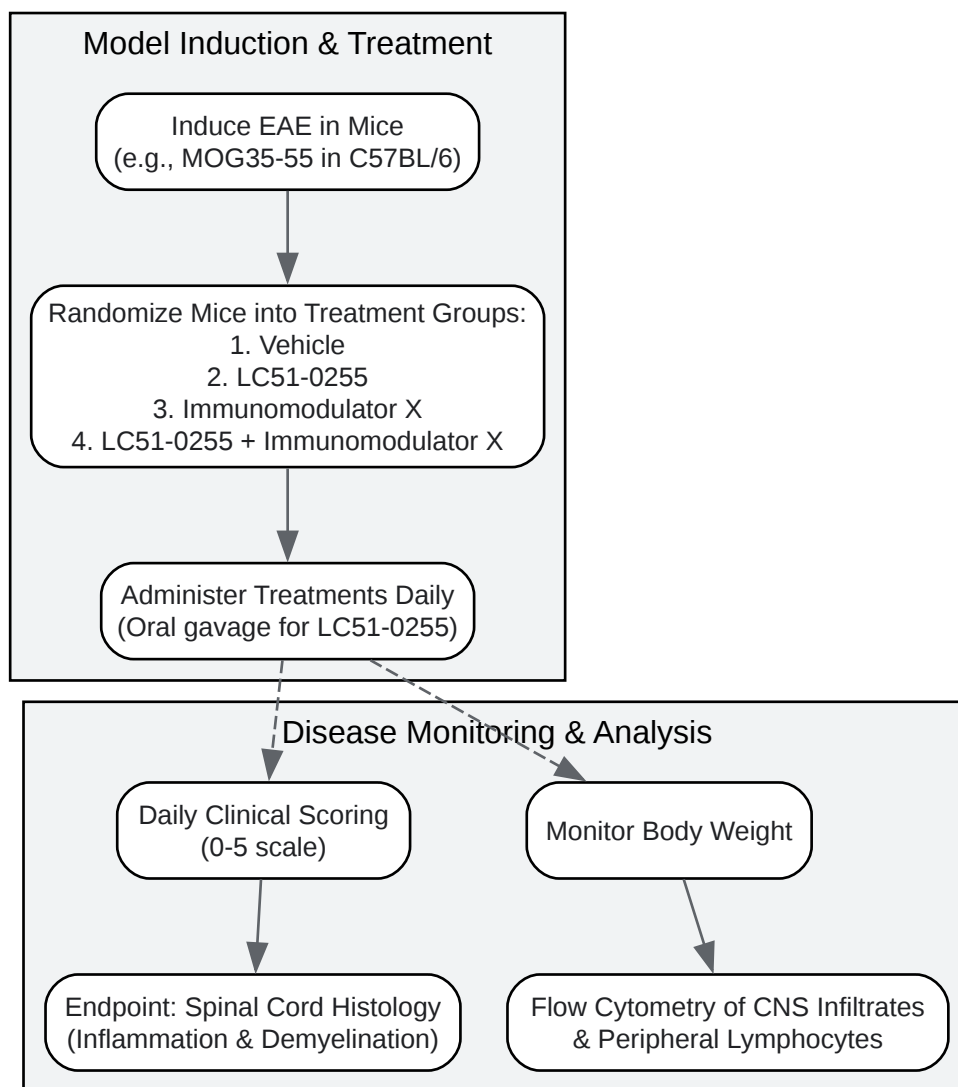 Model Induction & Treatment
Induce EAE in Mice
(e.g., MOG35-55 in C57BL/6)
Randomize Mice into Treatment Groups:
1. Vehicle
2. LC51-0255
3. Immunomodulator X
4. LC51-0255 + Immunomodulator X
Administer Treatments Daily
(Oral gavage for LC51-0255)
Disease Monitoring & Analysis
Daily Clinical Scoring
(0-5 scale)
Monitor Body Weight
Endpoint: Spinal Cord Histology
(Inflammation & Demyelination)
Flow Cytometry of CNS Infiltrates
& Peripheral Lymphocytes